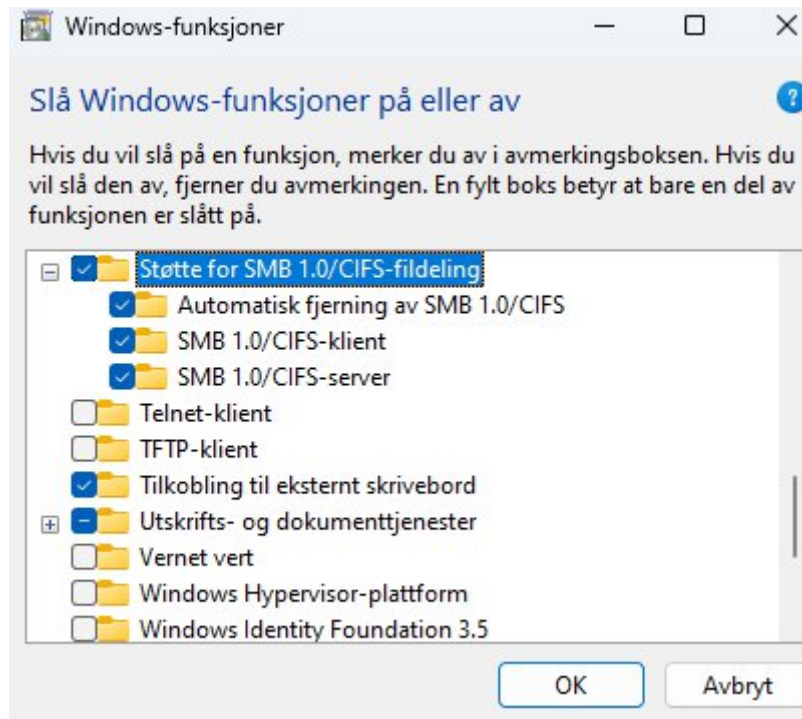 Windows-funksjoner
Slå Windows-funksjoner på eller av
?
Hvis du vil slå på en funksjon, merker du av i avmerkingsboksen. Hvis du
vil slå den av, fjerner du avmerkingen. En fylt boks betyr at bare en del av
funksjonen er slått på.
Støtte for SMB 1.0/CIFS-fildeling
Automatisk fjerning av SMB 1.0/CIFS
SMB 1.0/CIFS-klient
SMB 1.0/CIFS-server
Telnet-klient
TFTP-klient
Tilkobling til eksternt skrivebord
Utskrifts- og dokumenttjenester
Vernet vert
Windows Hypervisor-plattform
Windows Identity Foundation 3.5
OK Avbryt